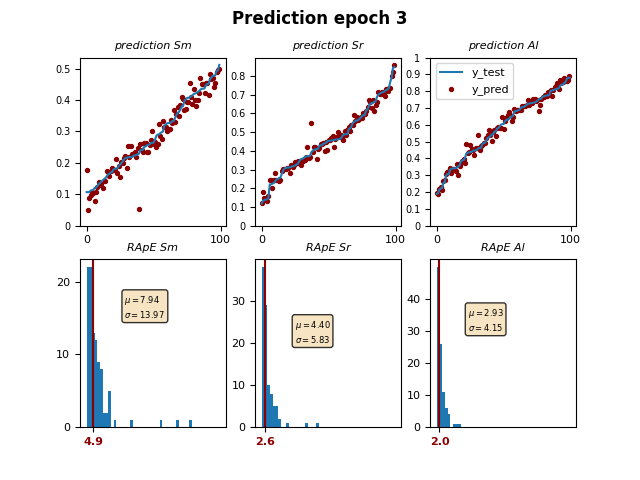 Prediction epoch 3
prediction Sm
prediction Sr
prediction Al
0.5
0.4
0.3
0.2
0.1
0
0 100
0.8
0.7
0.6
0.5
0.4
0.3
0.2
0.1
0
0 100
1
0.9
0.8
0.7
0.6
0.5
0.4
0.3
0.2
0.1
0
0 100
y_test
y_pred
RApE Sm
RApE Sr
RApE Al
20
10
0
μ = 7.94
σ = 13.97
4.9
30
20
10
0
μ = 4.40
σ = 5.83
2.6
40
30
20
10
0
μ = 2.93
σ = 4.15
2.0